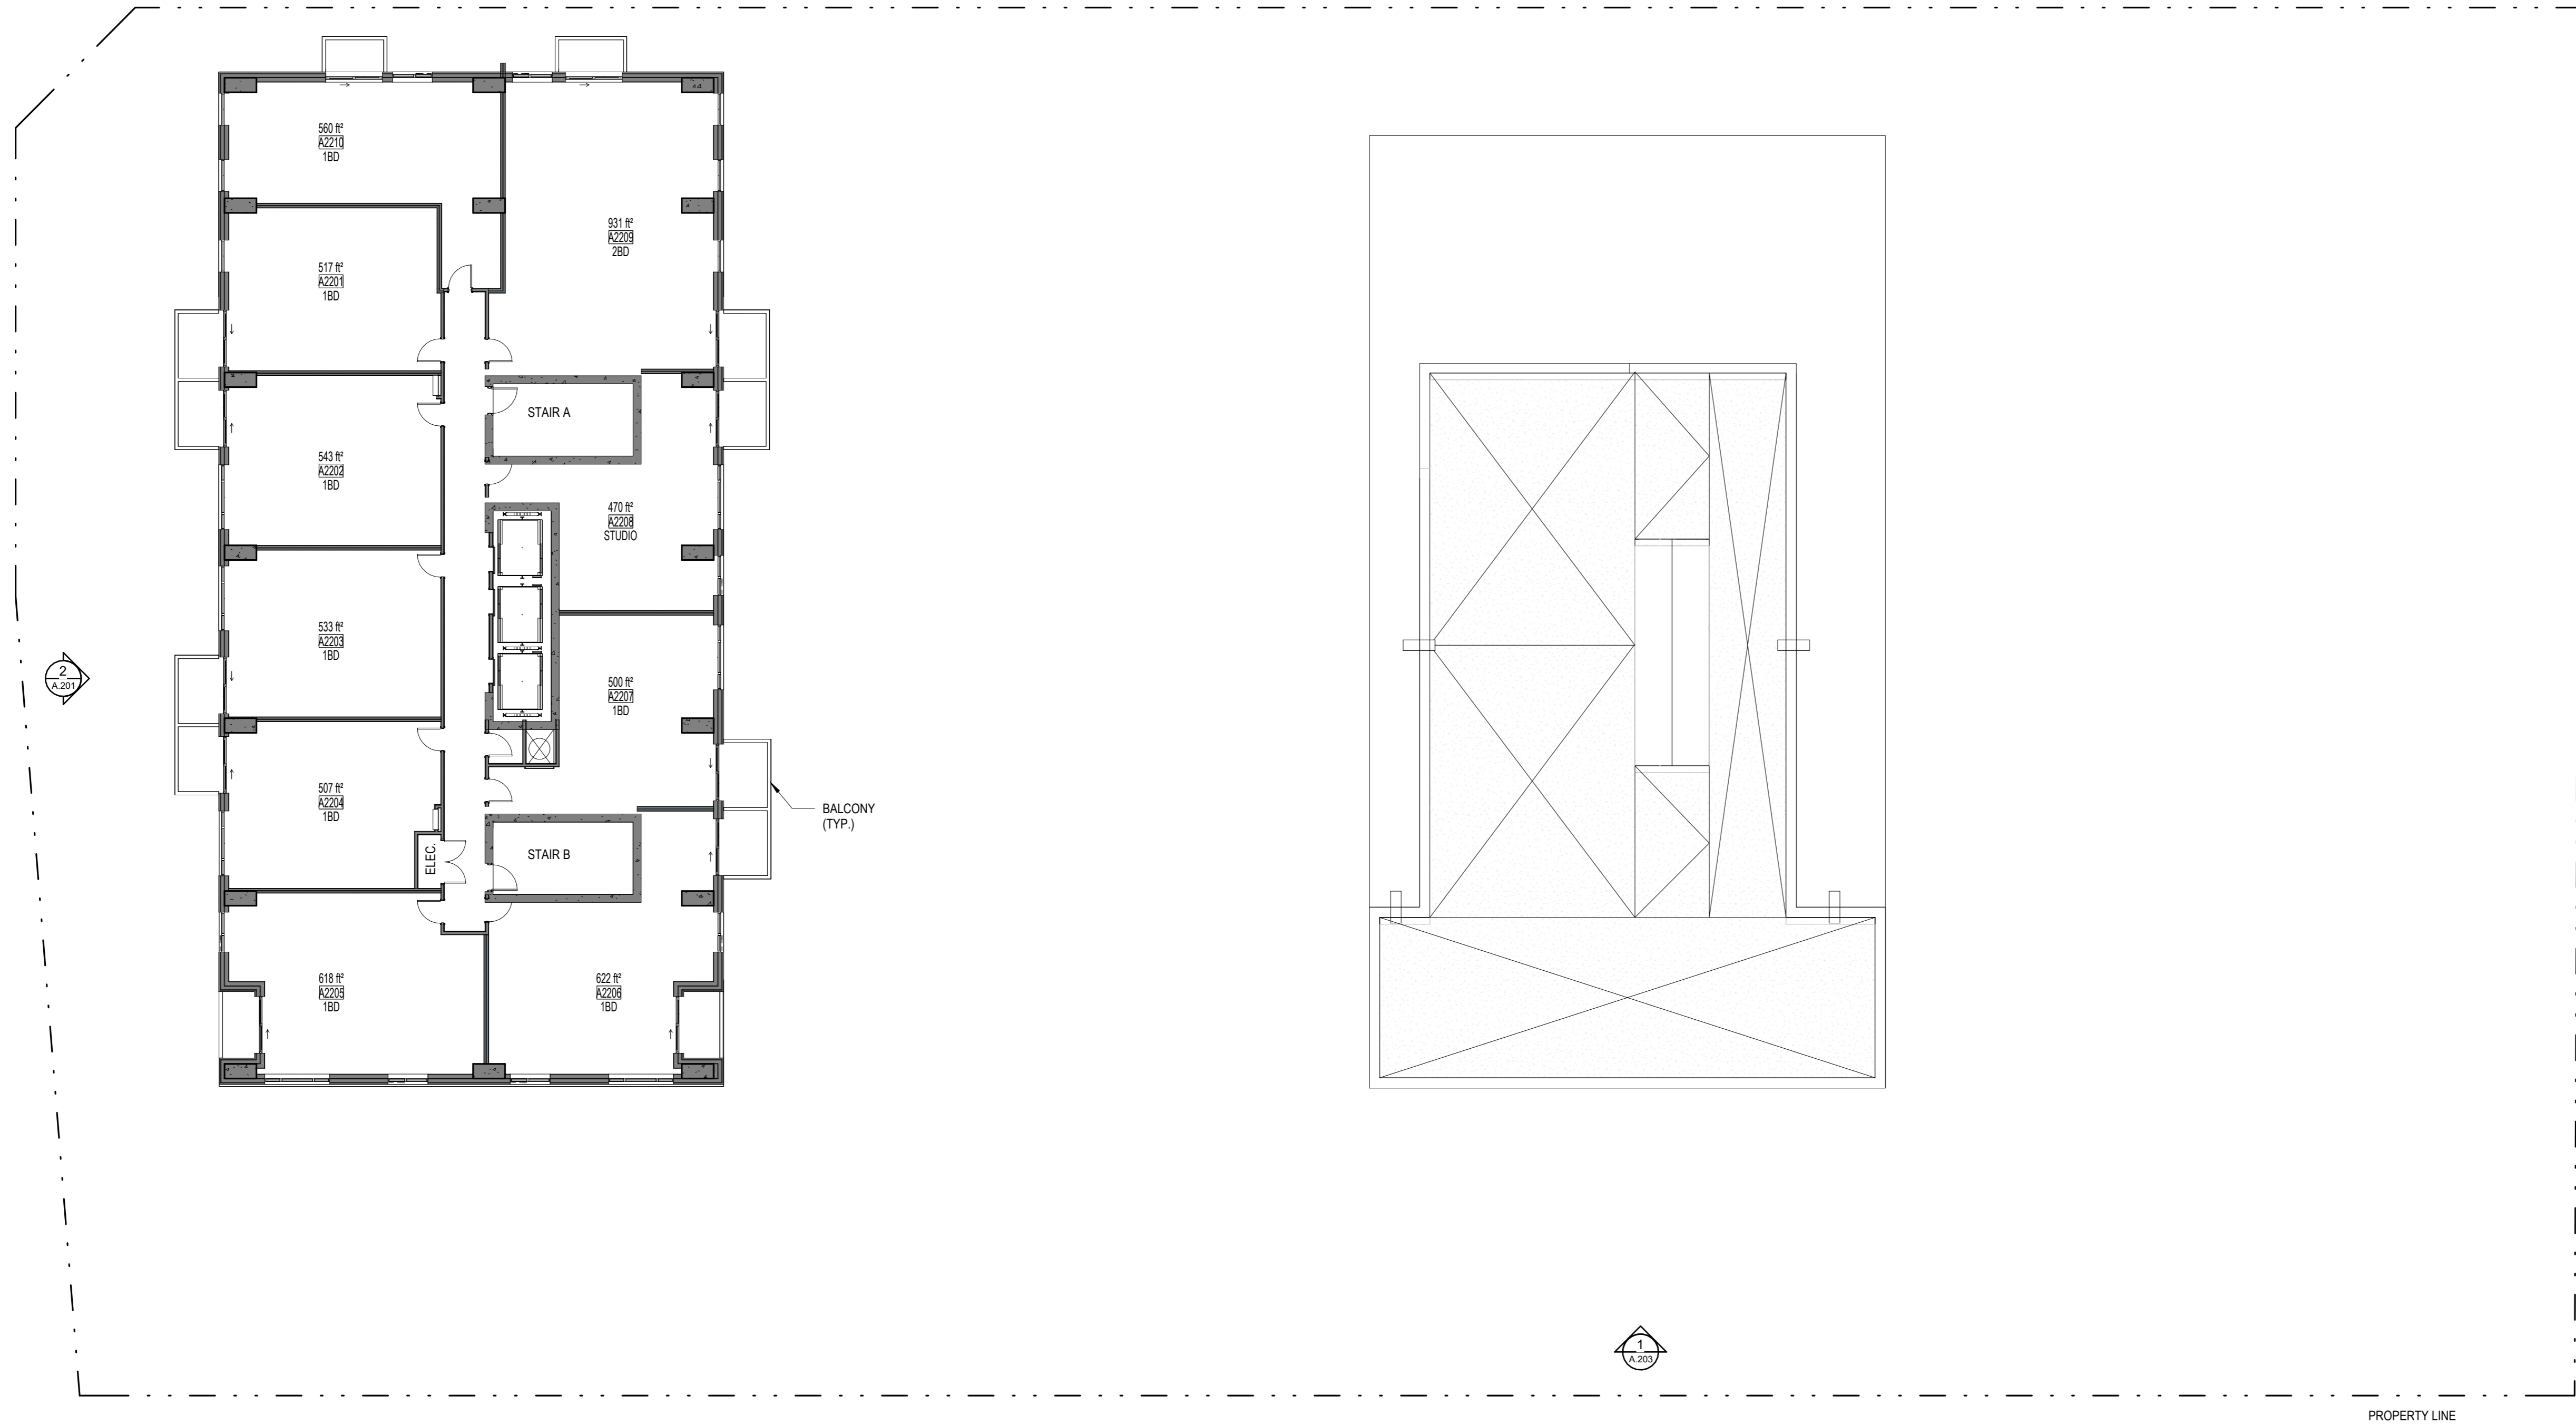 560 ft²
A2210
1BD
931 ft²
A2209
2BD
517 ft²
A2201
1BD
STAIR A
543 ft²
A2202
1BD
470 ft²
A2208
STUDIO
533 ft²
A2203
1BD
2
A.201
500 ft²
A2207
1BD
507 ft²
A2204
1BD
BALCONY
(TYP.)
ELEC.
STAIR B
618 ft²
A2205
1BD
622 ft²
A2206
1BD
1
A.203
PROPERTY LINE